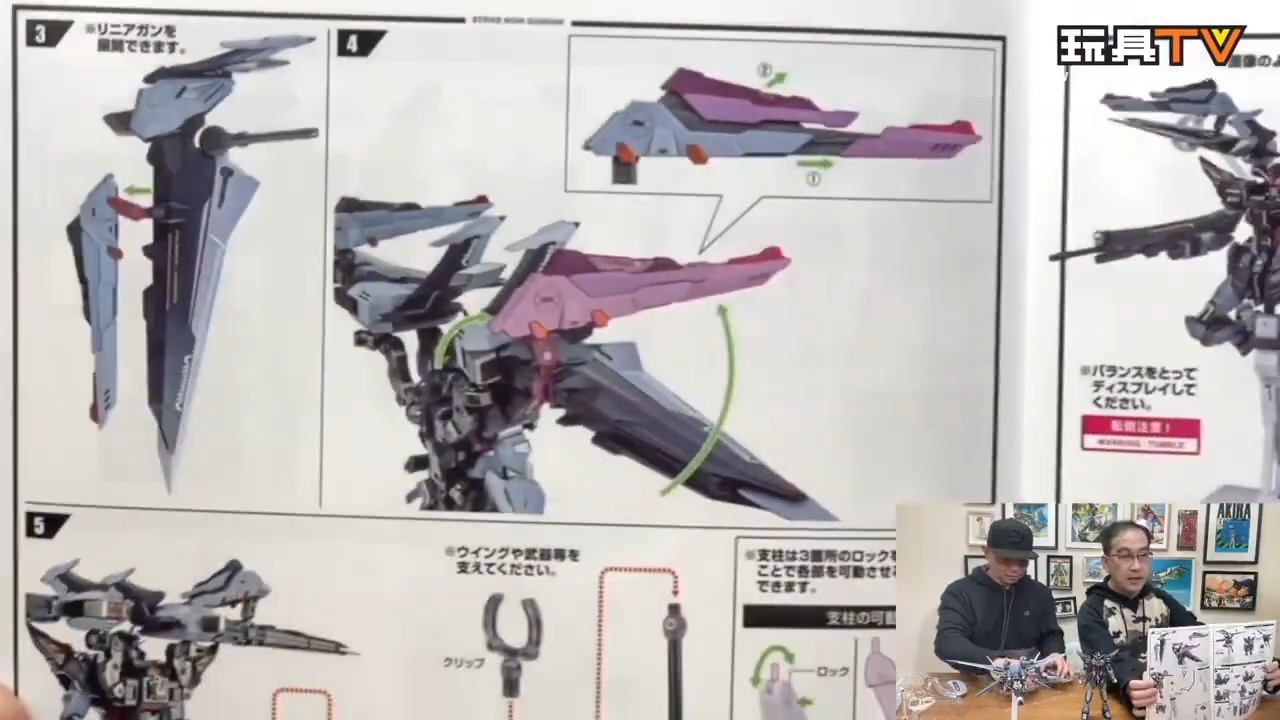 STRIKE NOIR GUNDAM
玩具TV
3
※リニアガンを
展開できます。
4
②
①
※バランスをとって
ディスプレイして
ください。
転倒注意！
WARNING : TUMBLE
5
※ウイングや武器等を
支えてください。
クリップ
※支柱は3箇所のロックを
ことで各部を可動させ
できます。
支柱の可動
ロック
AKIRA